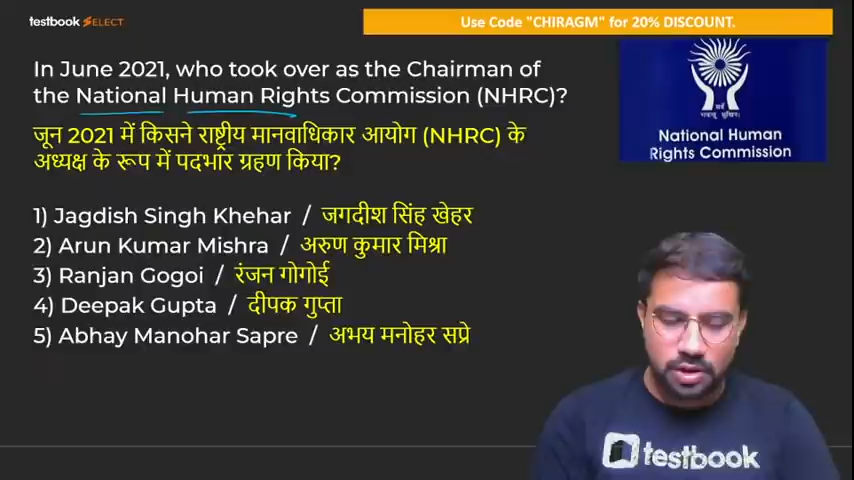 testbook SELECT
Use Code "CHIRAGM" for 20% DISCOUNT.
In June 2021, who took over as the Chairman of
the National Human Rights Commission (NHRC)?
जून 2021 में किसने राष्ट्रीय मानवाधिकार आयोग (NHRC) के
अध्यक्ष के रूप में पदभार ग्रहण किया?
National Human
Rights Commission
1) Jagdish Singh Khehar / जगदीश सिंह खेहर
2) Arun Kumar Mishra / अरुण कुमार मिश्रा
3) Ranjan Gogoi / रंजन गोगोई
4) Deepak Gupta / दीपक गुप्ता
5) Abhay Manohar Sapre / अभय मनोहर सप्रे
testbook